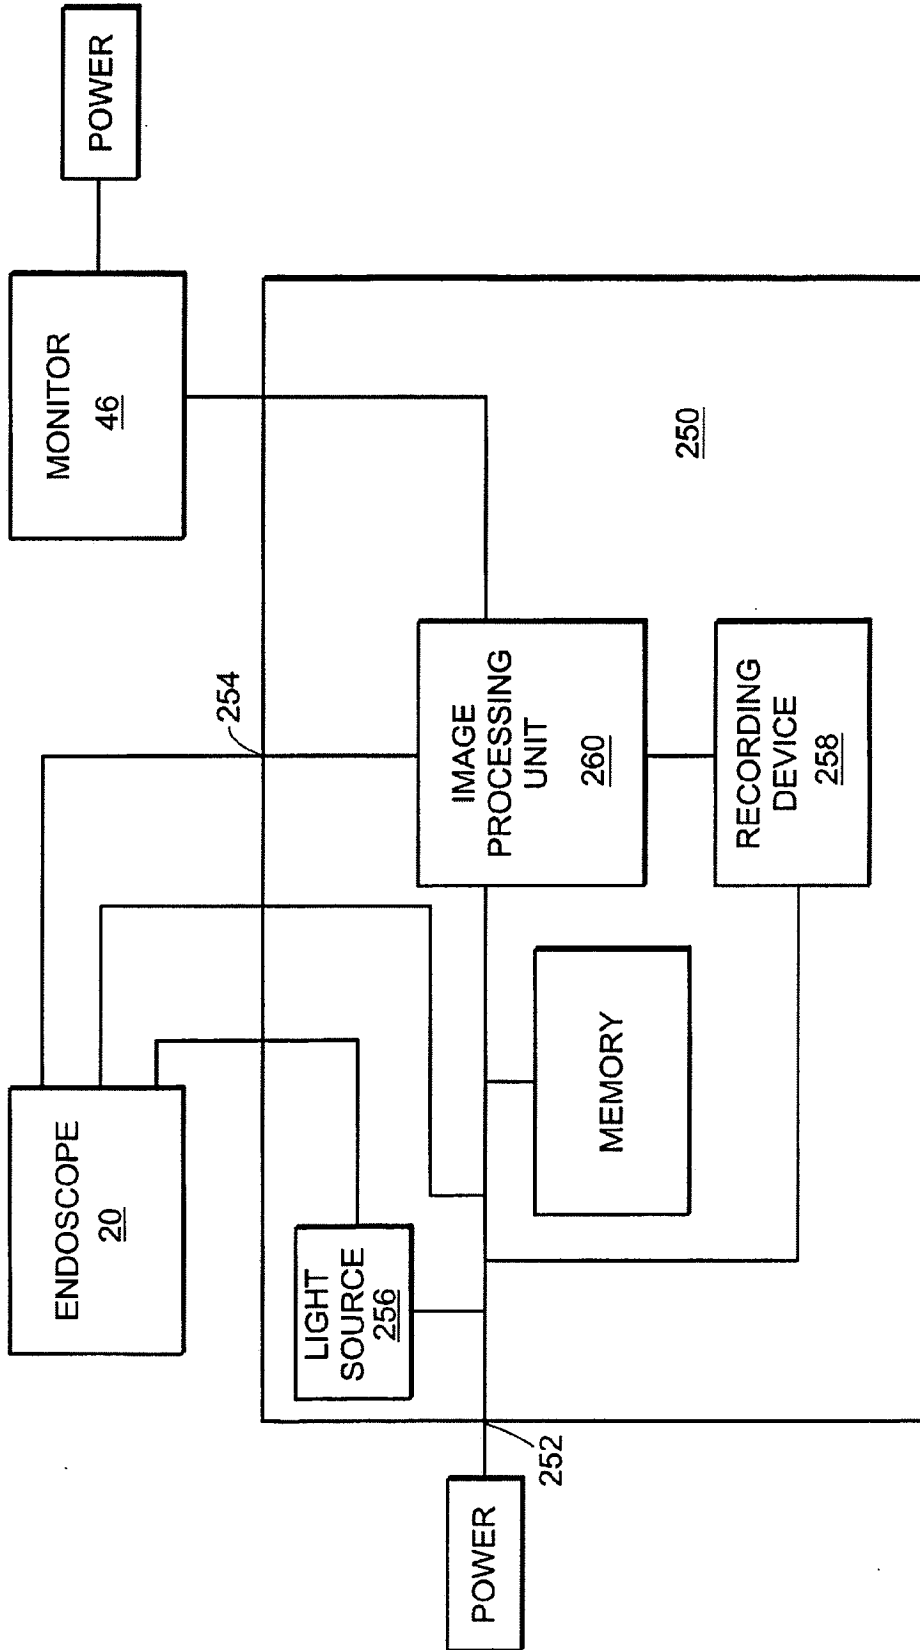 ENDOSCOPE
20
MONITOR
46
POWER
254
LIGHT
SOURCE
256
IMAGE
PROCESSING
UNIT
260
250
252
POWER
MEMORY
RECORDING
DEVICE
258